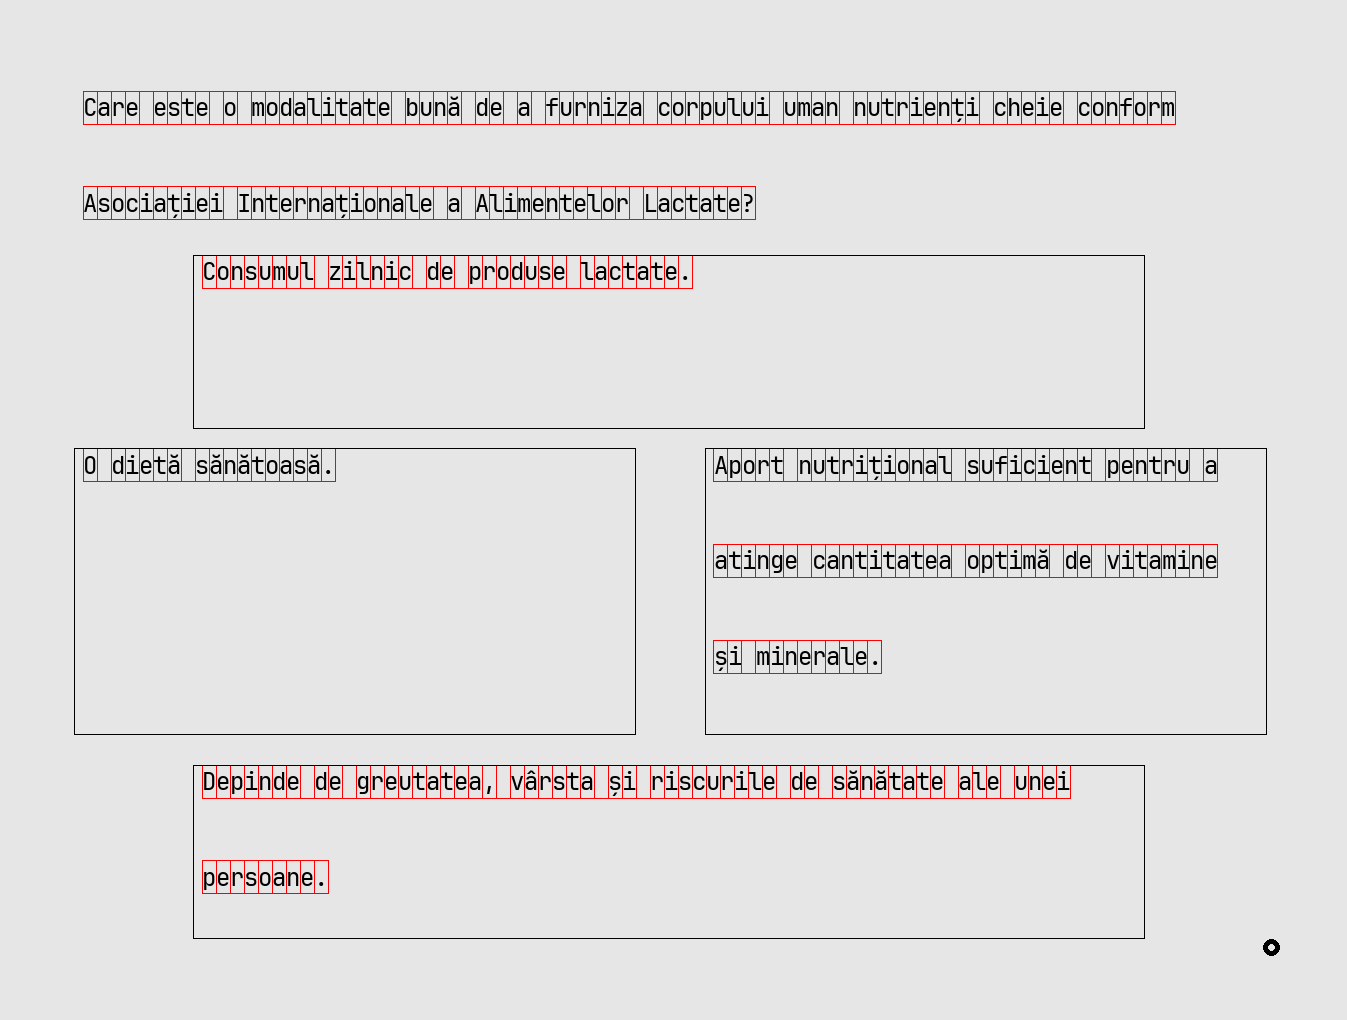 Care este o modalitate bună de a furniza corpului uman nutrienți cheie conform
Asociației Internaționale a Alimentelor Lactate?
Consumul zilnic de produse lactate.
O dietă sănătoasă.
Aport nutrițional suficient pentru a
atinge cantitatea optimă de vitamine
și minerale.
Depinde de greutatea, vârsta și riscurile de sănătate ale unei
persoane.